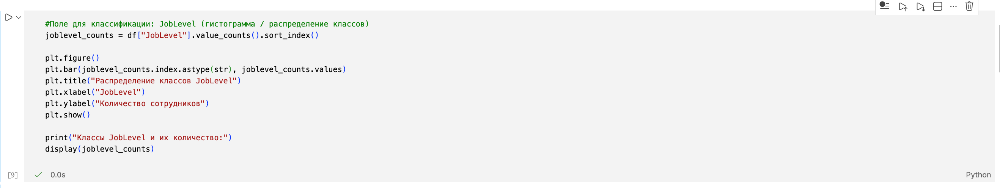 #Поле для классификации: JobLevel (гистограмма / распределение классов)
joblevel_counts = df["JobLevel"].value_counts().sort_index()
plt.figure()
plt.bar(joblevel_counts.index.astype(str), joblevel_counts.values)
plt.title("Распределение классов JobLevel")
plt.xlabel("JobLevel")
plt.ylabel("Количество сотрудников")
plt.show()
print("Классы JobLevel и их количество:")
display(joblevel_counts)
[9] 0.0s Python